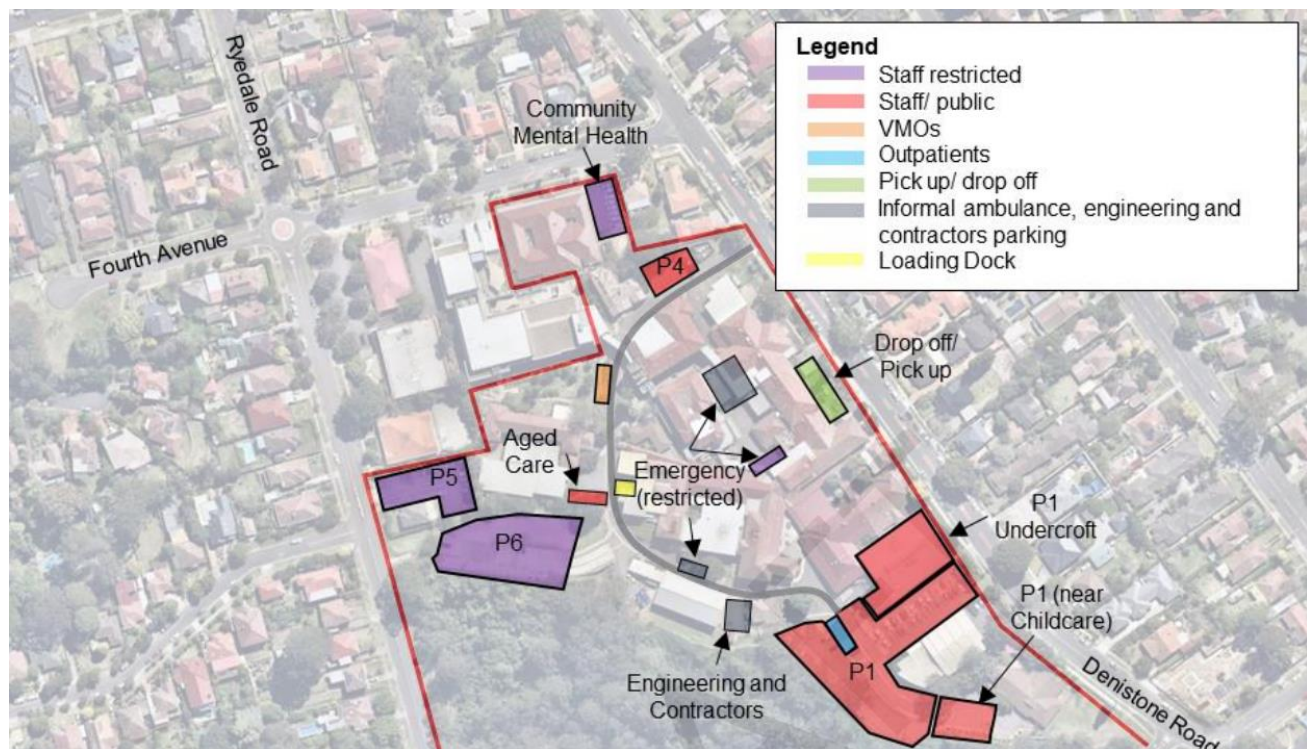 Legend
Staff restricted
Staff/ public
VMOs
Outpatients
Pick up/ drop off
Informal ambulance, engineering and
contractors parking
Loading Dock
Ryedale Road
Community
Mental Health
Fourth Avenue
P4
Drop off/
Pick up
Aged
Care
Emergency
(restricted)
P5
P6
P1
Undercroft
P1 (near
Childcare)
P1
Engineering and
Contractors
Denistone Road